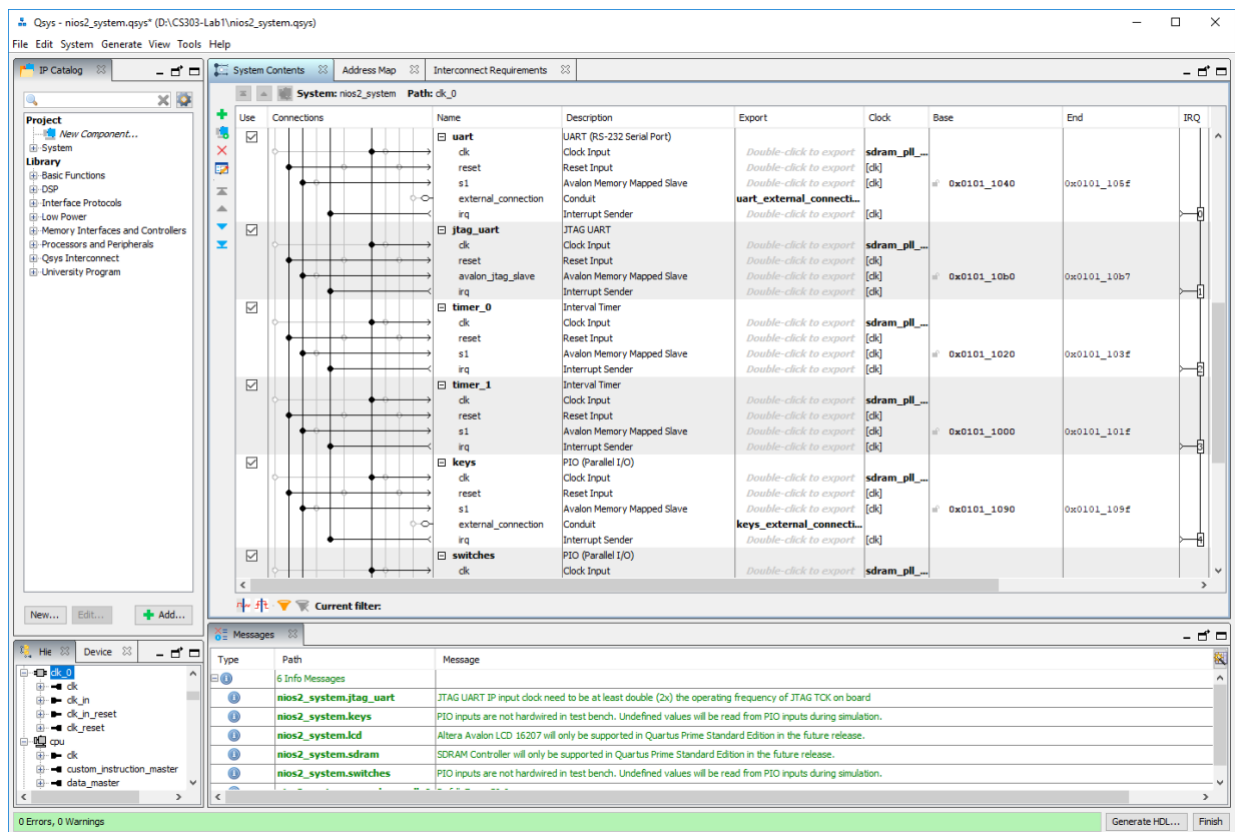 Qsys - nios2_system.qsys* (D:\CS303-Lab1\nios2_system.qsys)
File Edit System Generate View Tools Help
IP Catalog
Project
New Component...
System
Library
Basic Functions
DSP
Interface Protocols
Low Power
Memory Interfaces and Controllers
Processors and Peripherals
Qsys Interconnect
University Program
New... Edit... Add...
System Contents Address Map Interconnect Requirements
System: nios2_system Path: clk_0
Use Connections Name Description Export Clock Base End IRQ
uart UART (RS-232 Serial Port)
clk Clock Input Double-click to export sdram_pll_...
reset Reset Input Double-click to export [clk]
s1 Avalon Memory Mapped Slave Double-click to export [clk] 0x0101_1040 0x0101_105f
external_connection Conduit uart_external_connecti...
irq Interrupt Sender Double-click to export [clk] 0
jtag_uart JTAG UART
clk Clock Input Double-click to export sdram_pll_...
reset Reset Input Double-click to export [clk]
avalon_jtag_slave Avalon Memory Mapped Slave Double-click to export [clk] 0x0101_10b0 0x0101_10b7
irq Interrupt Sender Double-click to export [clk] 1
timer_0 Interval Timer
clk Clock Input Double-click to export sdram_pll_...
reset Reset Input Double-click to export [clk]
s1 Avalon Memory Mapped Slave Double-click to export [clk] 0x0101_1020 0x0101_103f
irq Interrupt Sender Double-click to export [clk] 2
timer_1 Interval Timer
clk Clock Input Double-click to export sdram_pll_...
reset Reset Input Double-click to export [clk]
s1 Avalon Memory Mapped Slave Double-click to export [clk] 0x0101_1000 0x0101_101f
irq Interrupt Sender Double-click to export [clk] 3
keys PIO (Parallel I/O)
clk Clock Input Double-click to export sdram_pll_...
reset Reset Input Double-click to export [clk]
s1 Avalon Memory Mapped Slave Double-click to export [clk] 0x0101_1090 0x0101_109f
external_connection Conduit keys_external_connecti...
irq Interrupt Sender Double-click to export [clk] 4
switches PIO (Parallel I/O)
clk Clock Input Double-click to export sdram_pll_...
Current filter:
Hie Device
clk_0
clk
clk_in
clk_in_reset
clk_reset
cpu
clk
custom_instruction_master
data_master
Messages
Type Path Message
6 Info Messages
nios2_system.jtag_uart JTAG UART IP input clock need to be at least double (2x) the operating frequency of JTAG TCK on board
nios2_system.keys PIO inputs are not hardwired in test bench. Undefined values will be read from PIO inputs during simulation.
nios2_system.lcd Altera Avalon LCD 16207 will only be supported in Quartus Prime Standard Edition in the future release.
nios2_system.sdram SDRAM Controller will only be supported in Quartus Prime Standard Edition in the future release.
nios2_system.switches PIO inputs are not hardwired in test bench. Undefined values will be read from PIO inputs during simulation.
0 Errors, 0 Warnings
Generate HDL... Finish